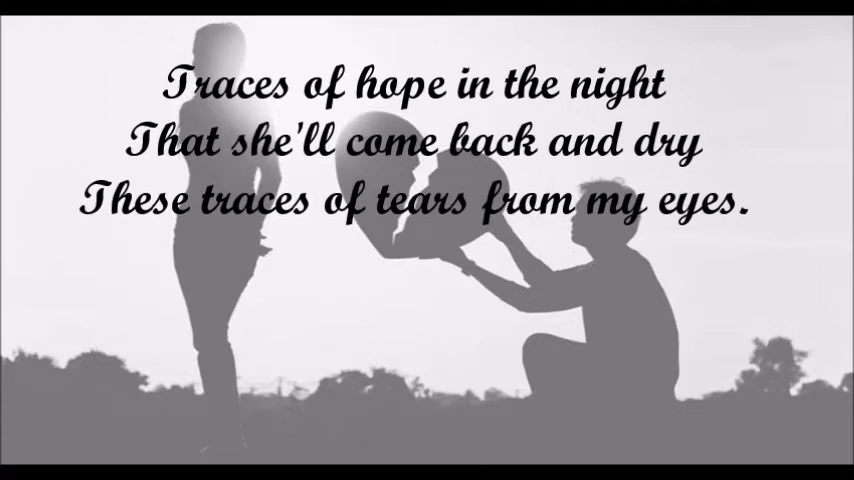 Traces of hope in the night
That she'll come back and dry
These traces of tears from my eyes.